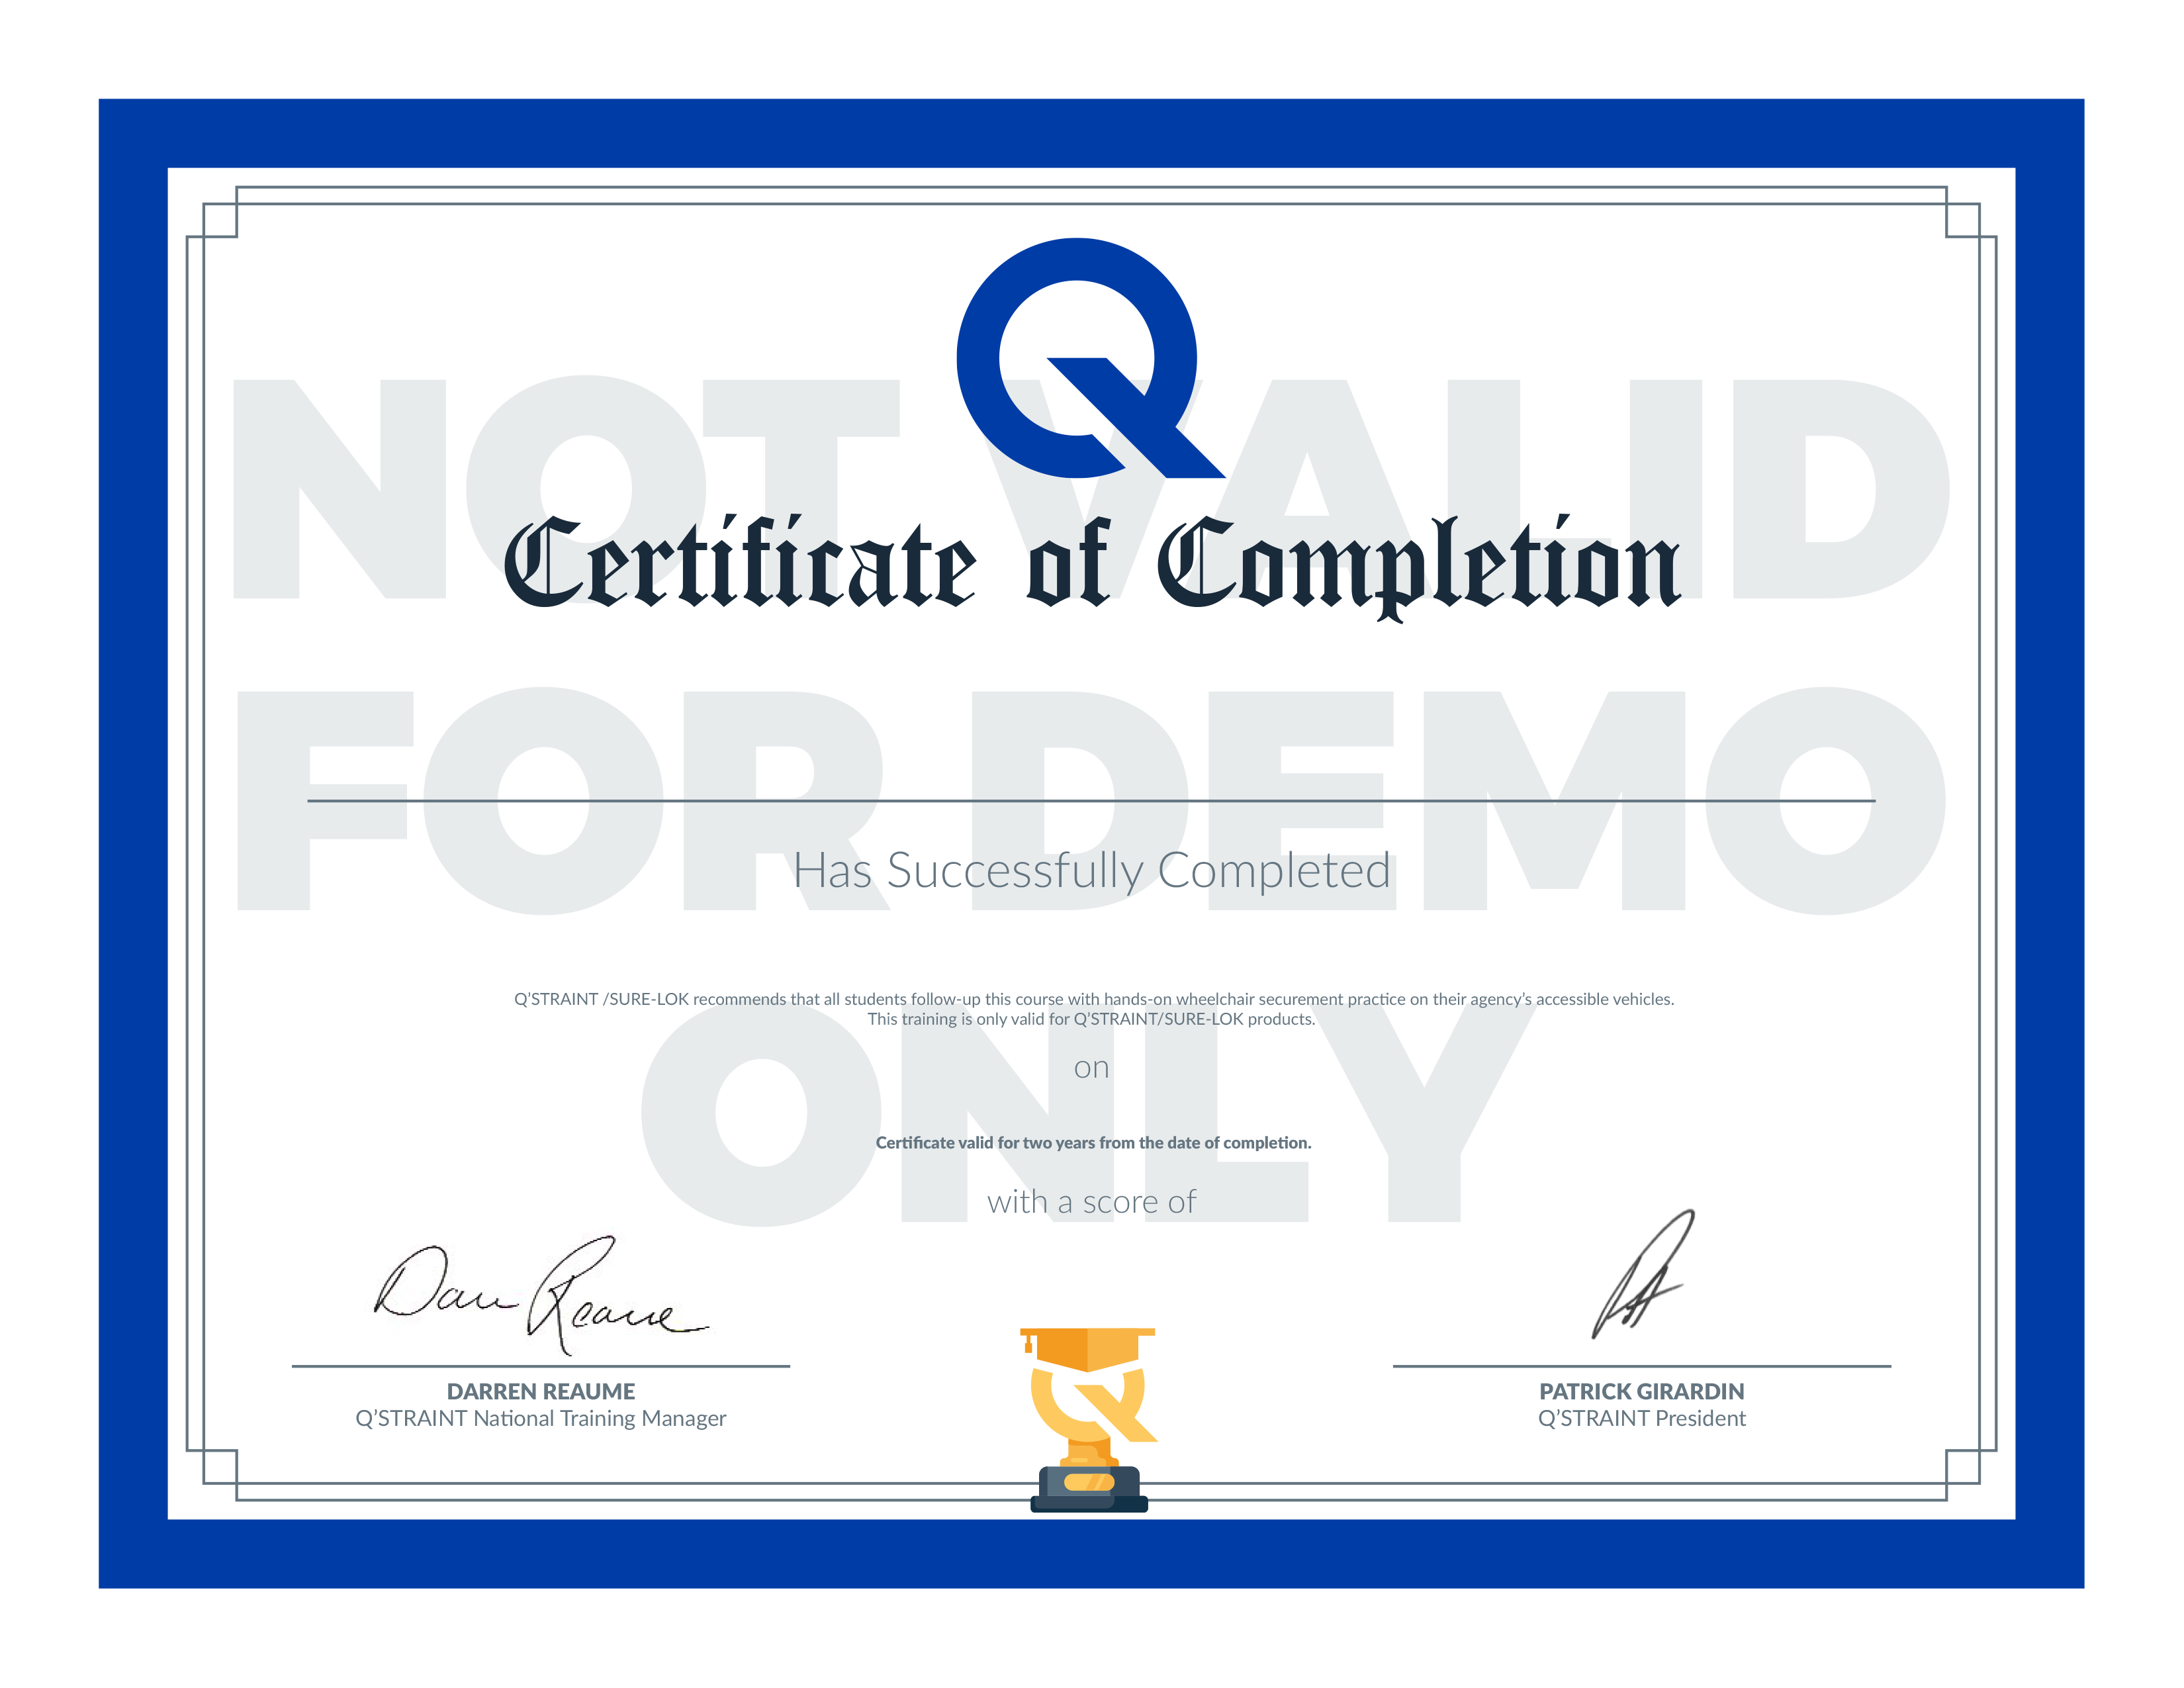 NOT VALID
Certificate of Completion
FOR DEMO
Has Successfully Completed
Q'STRAINT /SURE-LOK recommends that all students follow-up this course with hands-on wheelchair securement practice on their agency's accessible vehicles.
This training is only valid for Q'STRAINT/SURE-LOK products.
ONLY
on
Certificate valid for two years from the date of completion.
with a score of
Dan Reaume
DARREN REAUME
Q'STRAINT National Training Manager
PATRICK GIRARDIN
Q'STRAINT President